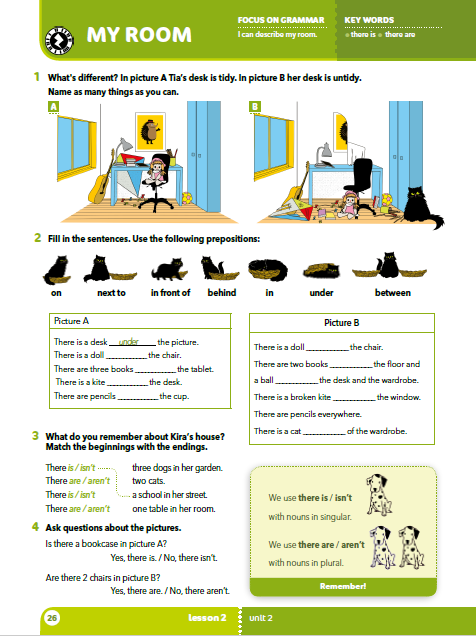 MY ROOM
FOCUS ON GRAMMAR
I can describe my room.
KEY WORDS
there is there are
1 What's different? In picture A Tia's desk is tidy. In picture B her desk is untidy.
Name as many things as you can.
A
B
2 Fill in the sentences. Use the following prepositions:
on next to in front of behind in under between
Picture A
There is a desk under the picture.
There is a doll ________ the chair.
There are three books ________ the tablet.
There is a kite ________ the desk.
There are pencils ________ the cup.
Picture B
There is a doll ________ the chair.
There are two books ________ the floor and
a ball ________ the desk and the wardrobe.
There is a broken kite ________ the window.
There are pencils everywhere.
There is a cat ________ of the wardrobe.
3 What do you remember about Kira's house?
Match the beginnings with the endings.
There is / isn't three dogs in her garden.
There are / aren't two cats.
There is / isn't a school in her street.
There are / aren't one table in her room.
4 Ask questions about the pictures.
Is there a bookcase in picture A?
Yes, there is. / No, there isn't.
Are there 2 chairs in picture B?
Yes, there are. / No, there aren't.
We use there is / isn't
with nouns in singular.
We use there are / aren't
with nouns in plural.
Remember!
26 lesson 2 unit 2